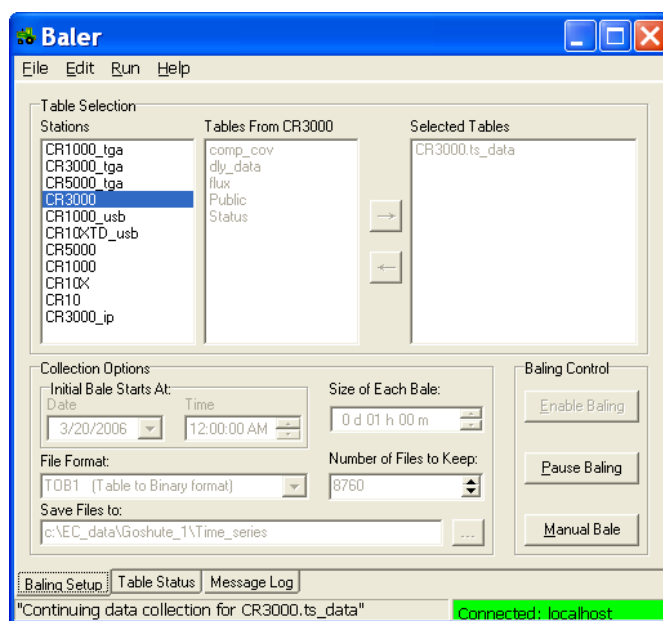 Baler
File Edit Run Help
Table Selection
Stations
CR1000_tga
CR3000_tga
CR5000_tga
CR3000
CR1000_usb
CR10XTD_usb
CR5000
CR1000
CR10X
CR10
CR3000_ip
Tables From CR3000
comp_cov
dly_data
flux
Public
Status
Selected Tables
CR3000.ts_data
Collection Options
Initial Bale Starts At:
Date Time
3/20/2006 12:00:00 AM
Size of Each Bale:
0 d 01 h 00 m
File Format:
TOB1 (Table to Binary format)
Number of Files to Keep:
8760
Save Files to:
c:\EC_data\Goshute_1\Time_series
...
Baling Control
Enable Baling
Pause Baling
Manual Bale
Baling Setup Table Status Message Log
"Continuing data collection for CR3000.ts_data" Connected: localhost